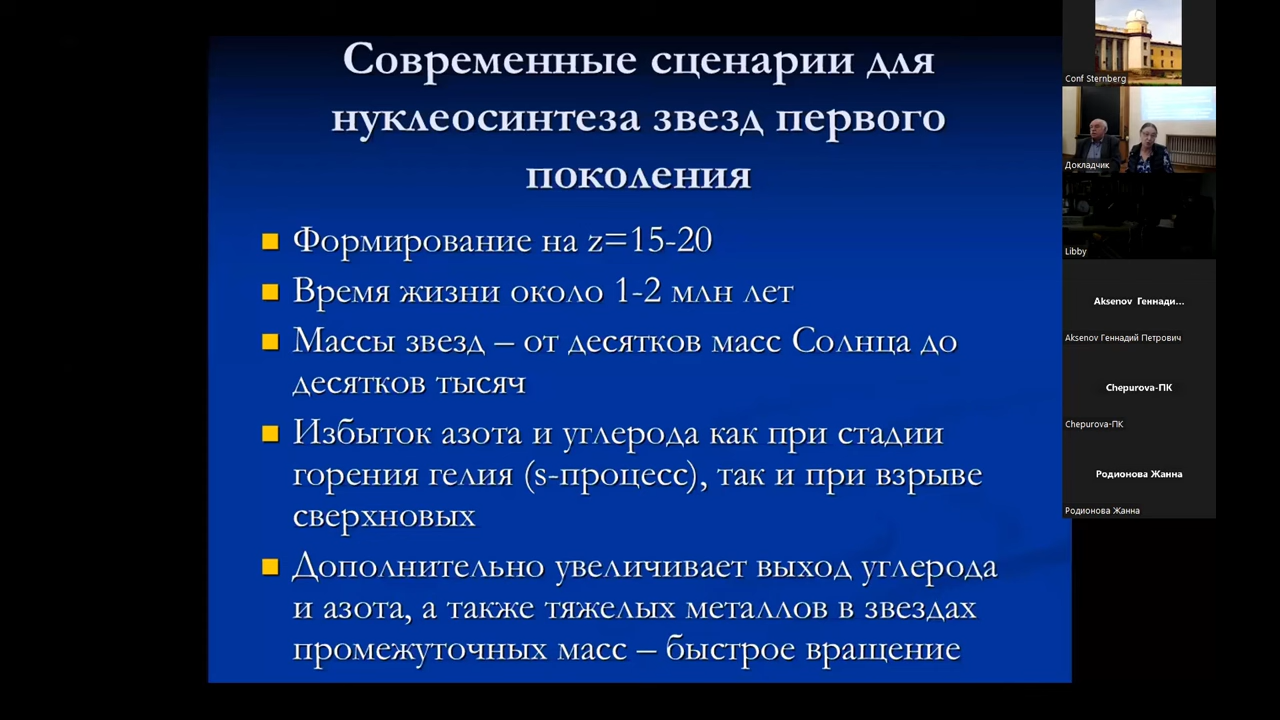 Современные сценарии для
нуклеосинтеза звезд первого
поколения
Формирование на z=15-20
Время жизни около 1-2 млн лет
Массы звезд – от десятков масс Солнца до
десятков тысяч
Избыток азота и углерода как при стадии
горения гелия (s-процесс), так и при взрыве
сверхновых
Дополнительно увеличивает выход углерода
и азота, а также тяжелых металлов в звездах
промежуточных масс – быстрое вращение
Conf Sternberg
Докладчик
Libby
Aksenov Геннади...
Aksenov Геннадий Петрович
Chepurova-ПК
Chepurova-ПК
Родионова Жанна
Родионова Жанна